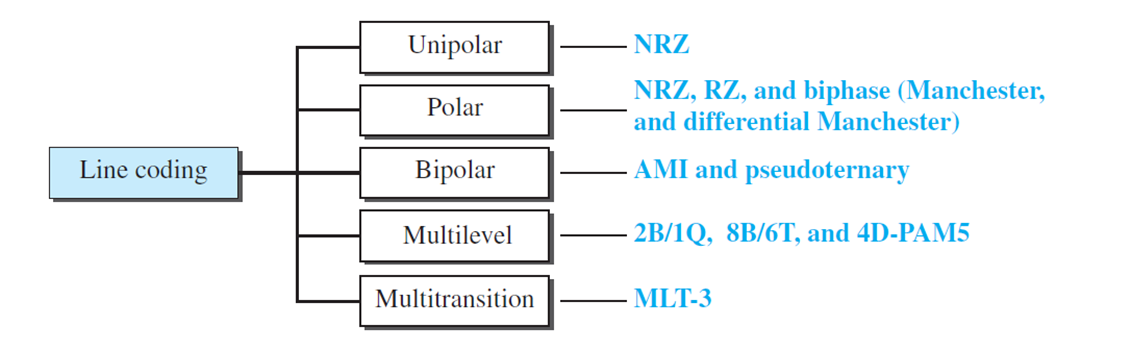 Line coding
Unipolar
NRZ
Polar
NRZ, RZ, and biphase (Manchester,
and differential Manchester)
Bipolar
AMI and pseudoternary
Multilevel
2B/1Q, 8B/6T, and 4D-PAM5
Multitransition
MLT-3